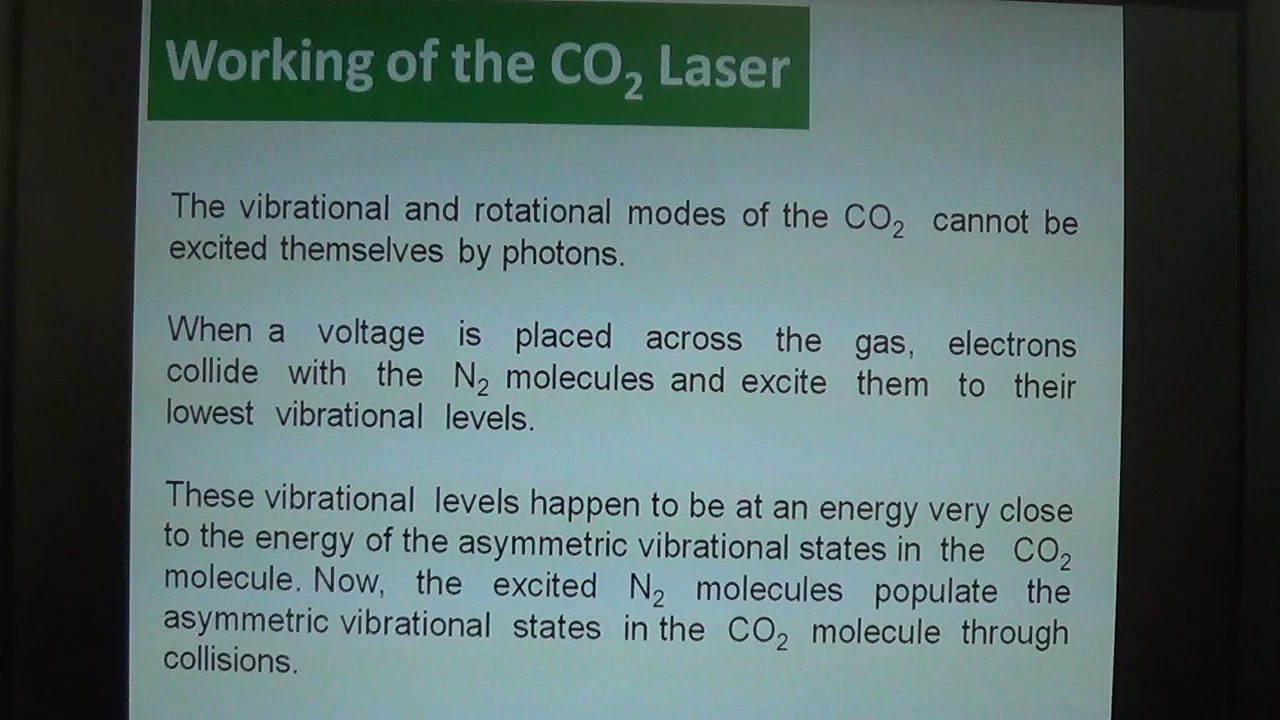 Working of the CO₂ Laser
The vibrational and rotational modes of the CO₂ cannot be
excited themselves by photons.
When a voltage is placed across the gas, electrons
collide with the N₂ molecules and excite them to their
lowest vibrational levels.
These vibrational levels happen to be at an energy very close
to the energy of the asymmetric vibrational states in the CO₂
molecule. Now, the excited N₂ molecules populate the
asymmetric vibrational states in the CO₂ molecule through
collisions.